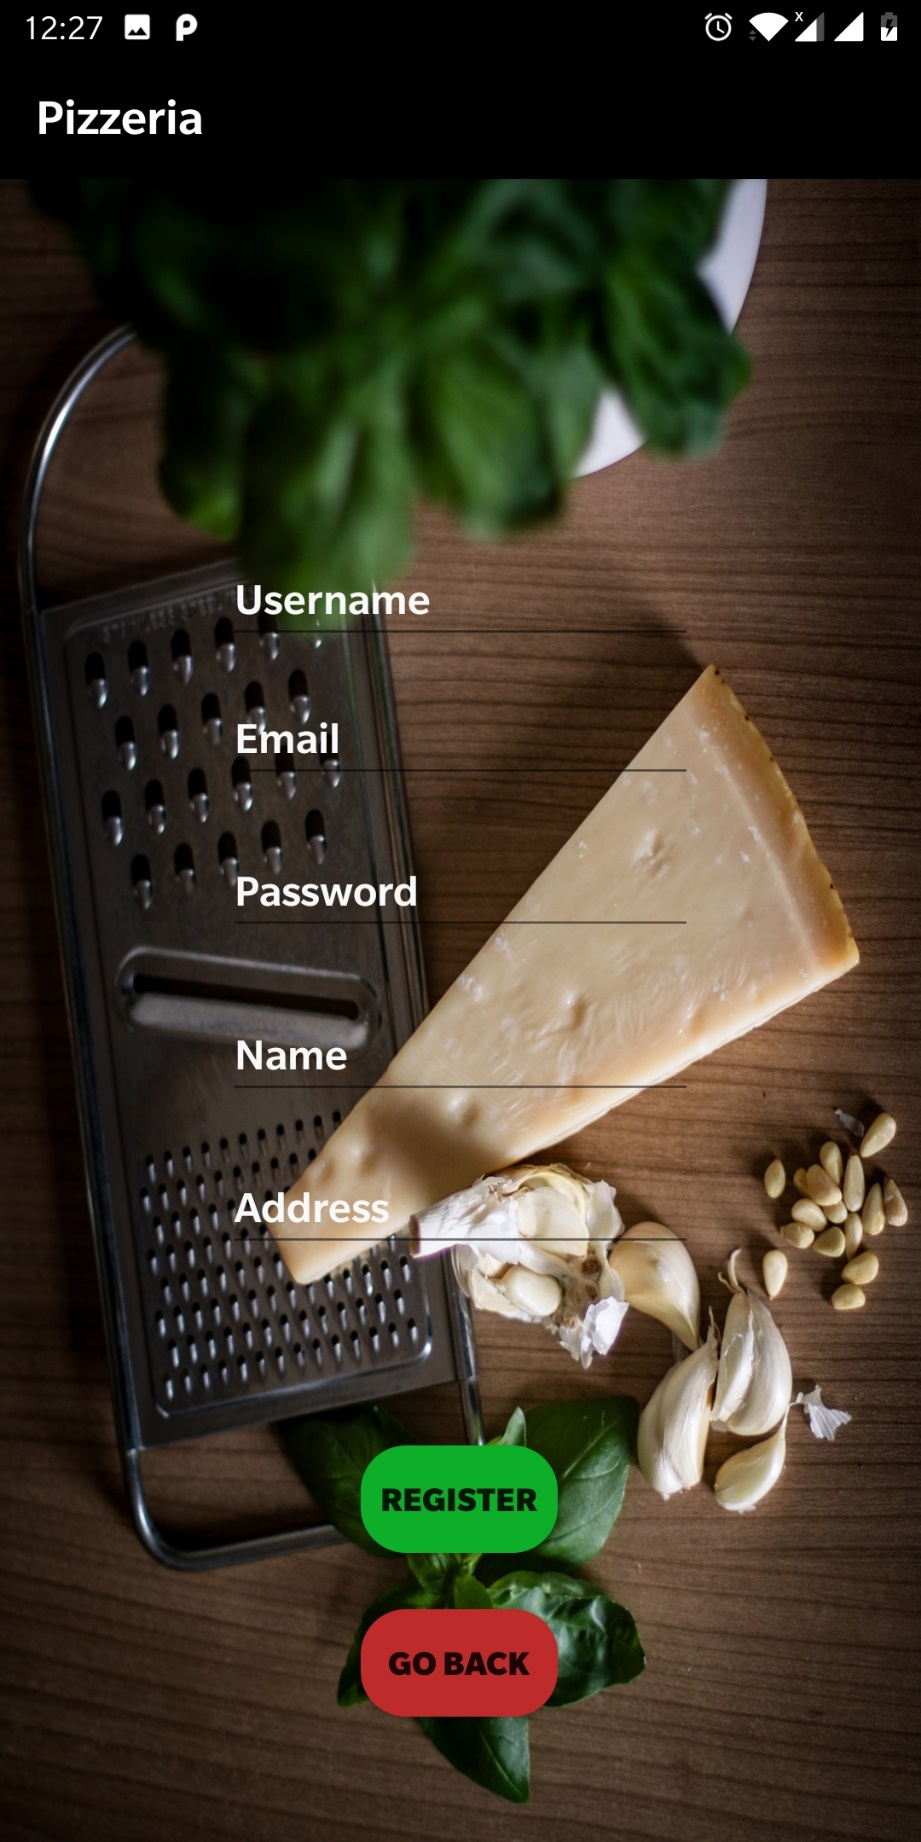 12:27
Pizzeria
Username
Email
Password
Name
Address
REGISTER
GO BACK